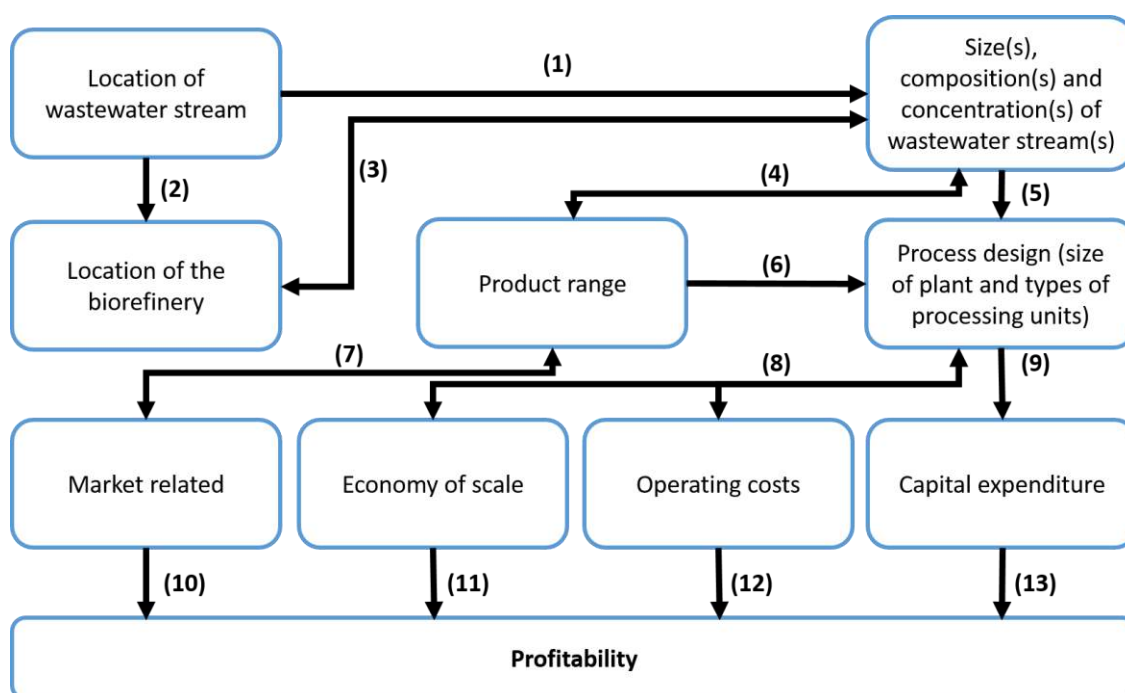 Location of
wastewater stream
(1)
Size(s),
composition(s) and
concentration(s) of
wastewater stream(s)
(2)
(3)
(4)
(5)
Location of the
biorefinery
Product range
(6)
Process design (size
of plant and types of
processing units)
(7)
(8)
(9)
Market related
Economy of scale
Operating costs
Capital expenditure
(10)
(11)
(12)
(13)
Profitability